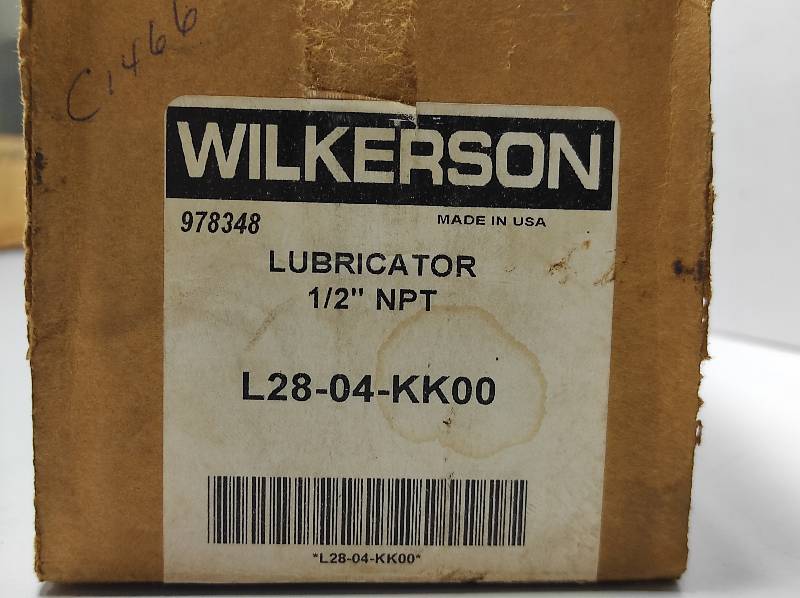 C1466
WILKERSON
978348 MADE IN USA
LUBRICATOR
1/2" NPT
L28-04-KK00
*L28-04-KK00*